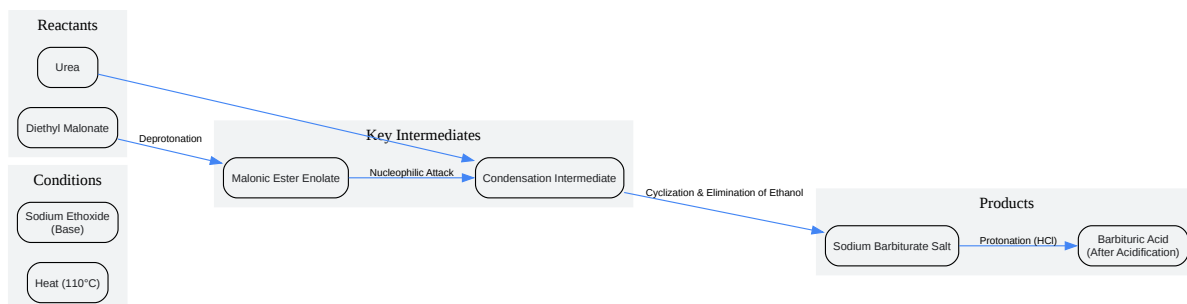 Reactants
Urea
Diethyl Malonate
Deprotonation
Conditions
Sodium Ethoxide
(Base)
Heat (110°C)
Key Intermediates
Malonic Ester Enolate
Nucleophilic Attack
Condensation Intermediate
Cyclization & Elimination of Ethanol
Products
Sodium Barbiturate Salt
Protonation (HCl)
Barbituric Acid
(After Acidification)